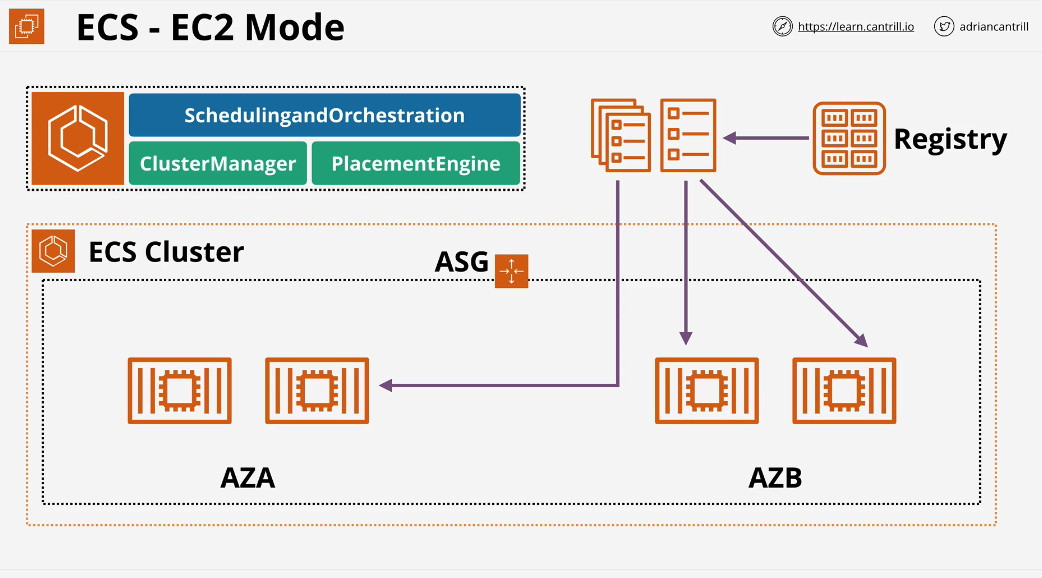 ECS - EC2 Mode
https://learn.cantrill.io
adriancantrill
SchedulingandOrchestration
ClusterManager
PlacementEngine
Registry
ECS Cluster
ASG
AZA
AZB